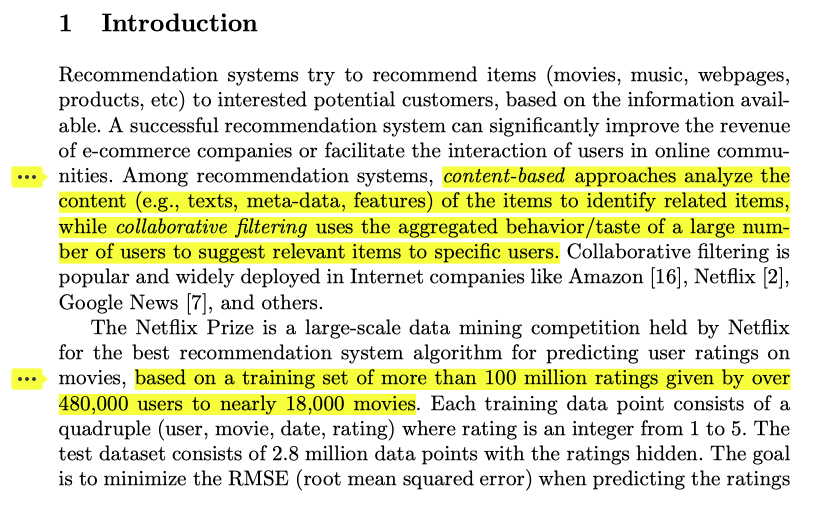 1 Introduction
Recommendation systems try to recommend items (movies, music, webpages,
products, etc) to interested potential customers, based on the information avail-
able. A successful recommendation system can significantly improve the revenue
of e-commerce companies or facilitate the interaction of users in online commu-
nities. Among recommendation systems, content-based approaches analyze the
content (e.g., texts, meta-data, features) of the items to identify related items,
while collaborative filtering uses the aggregated behavior/taste of a large num-
ber of users to suggest relevant items to specific users. Collaborative filtering is
popular and widely deployed in Internet companies like Amazon [16], Netflix [2],
Google News [7], and others.
The Netflix Prize is a large-scale data mining competition held by Netflix
for the best recommendation system algorithm for predicting user ratings on
movies, based on a training set of more than 100 million ratings given by over
480,000 users to nearly 18,000 movies. Each training data point consists of a
quadruple (user, movie, date, rating) where rating is an integer from 1 to 5. The
test dataset consists of 2.8 million data points with the ratings hidden. The goal
is to minimize the RMSE (root mean squared error) when predicting the ratings